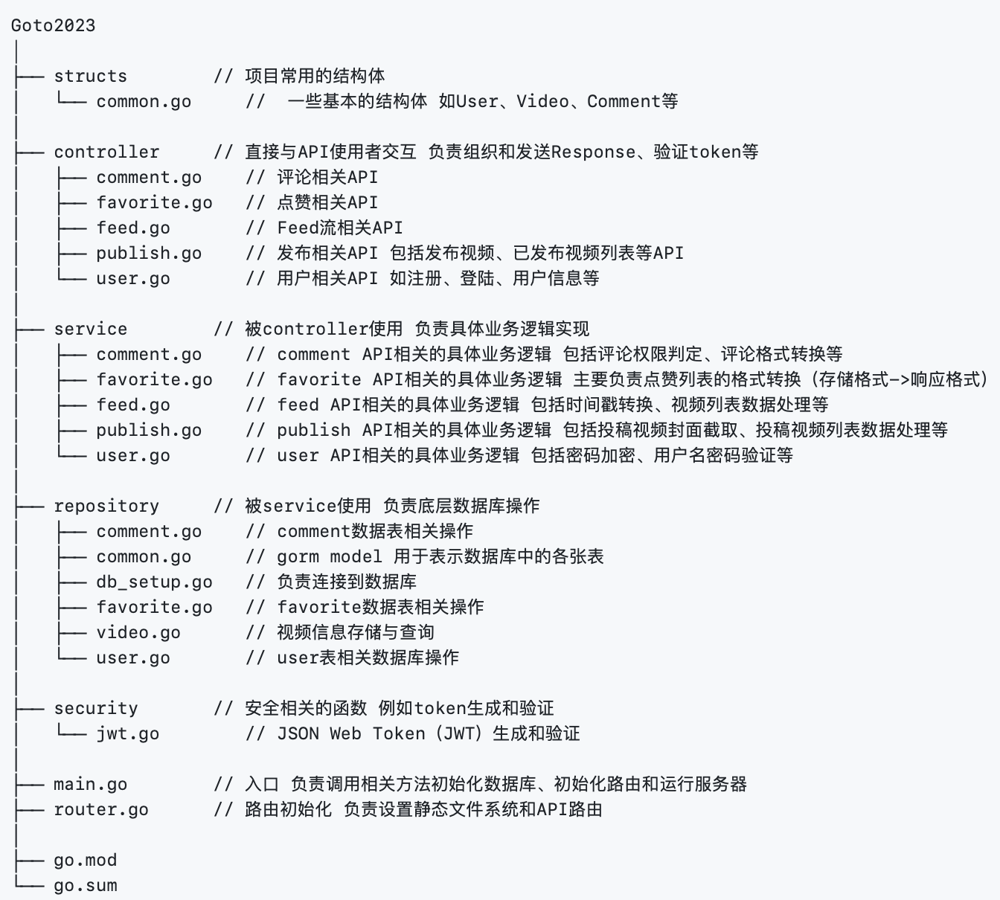 Goto2023
│
├── structs        // 项目常用的结构体
│   └── common.go     //  一些基本的结构体 如User、Video、Comment等
│
├── controller     // 直接与API使用者交互 负责组织和发送Response、验证token等
│   ├── comment.go    // 评论相关API
│   ├── favorite.go   // 点赞相关API
│   ├── feed.go       // Feed流相关API
│   ├── publish.go    // 发布相关API 包括发布视频、已发布视频列表等API
│   └── user.go       // 用户相关API 如注册、登陆、用户信息等
│
├── service        // 被controller使用 负责具体业务逻辑实现
│   ├── comment.go    // comment API相关的具体业务逻辑 包括评论权限判定、评论格式转换等
│   ├── favorite.go   // favorite API相关的具体业务逻辑 主要负责点赞列表的格式转换（存储格式->响应格式）
│   ├── feed.go       // feed API相关的具体业务逻辑 包括时间戳转换、视频列表数据处理等
│   ├── publish.go    // publish API相关的具体业务逻辑 包括投稿视频封面截取、投稿视频列表数据处理等
│   └── user.go       // user API相关的具体业务逻辑 包括密码加密、用户名密码验证等
│
├── repository     // 被service使用 负责底层数据库操作
│   ├── comment.go    // comment数据表相关操作
│   ├── common.go     // gorm model 用于表示数据库中的各张表
│   ├── db_setup.go   // 负责连接到数据库
│   ├── favorite.go   // favorite数据表相关操作
│   ├── video.go      // 视频信息存储与查询
│   └── user.go       // user表相关数据库操作
│
├── security       // 安全相关的函数 例如token生成和验证
│   └── jwt.go        // JSON Web Token（JWT）生成和验证
│
├── main.go        // 入口 负责调用相关方法初始化数据库、初始化路由和运行服务器
├── router.go      // 路由初始化 负责设置静态文件系统和API路由
│
├── go.mod
└── go.sum